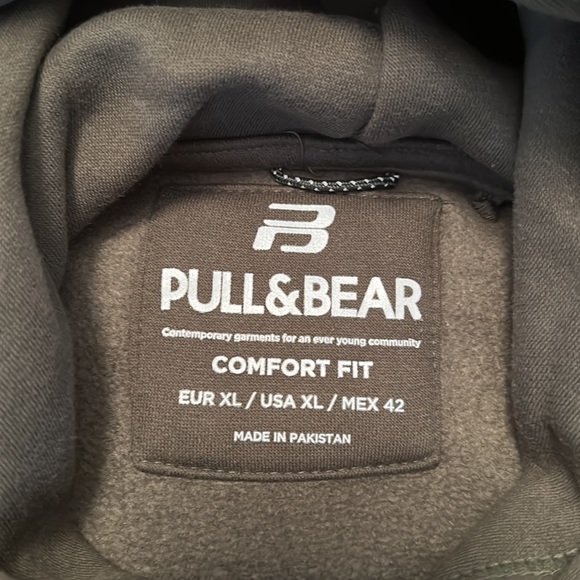 PULL&BEAR
Contemporary garments for an ever young community
COMFORT FIT
EUR XL / USA XL / MEX 42
MADE IN PAKISTAN